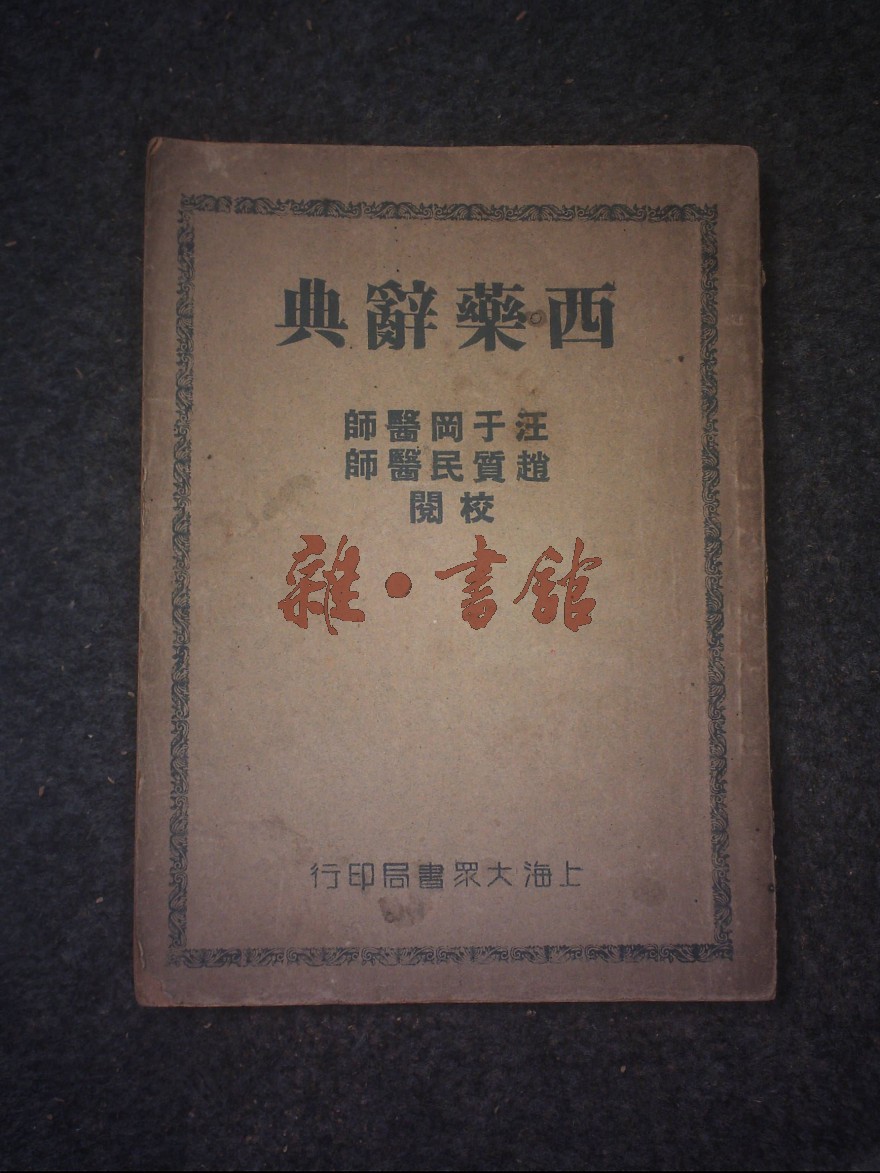 西藥辭典
汪于岡醫師
趙質民醫師
校閱
雜·書館
上海大眾書局印行